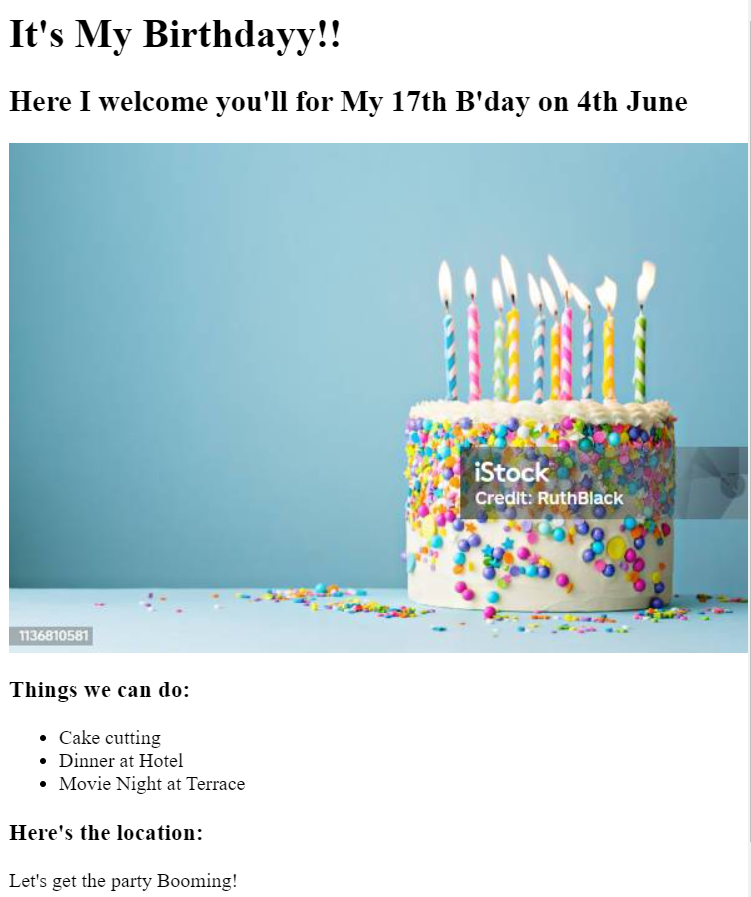 It's My Birthdayy!!
Here I welcome you'll for My 17th B'day on 4th June
iStock
Credit: RuthBlack
1136810581
Things we can do:
Cake cutting
Dinner at Hotel
Movie Night at Terrace
Here's the location:
Let's get the party Booming!